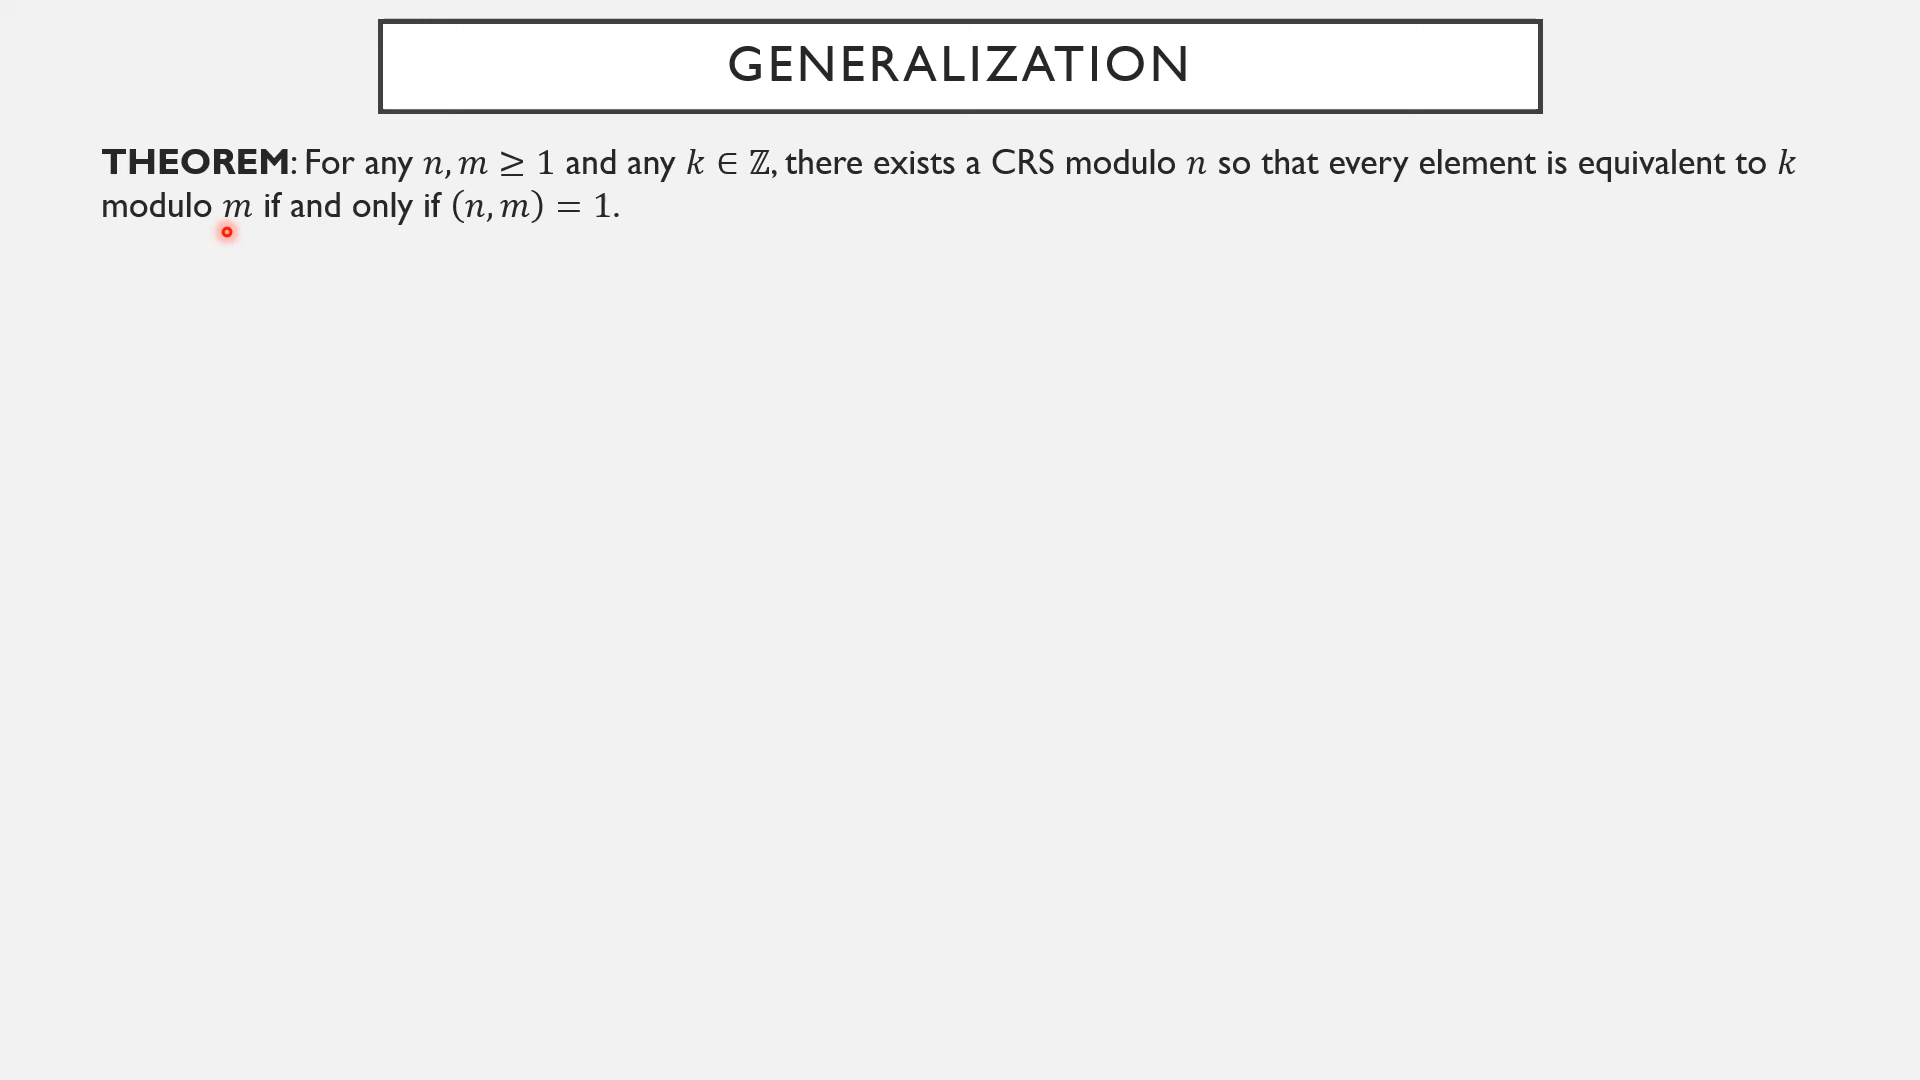 GENERALIZATION
THEOREM: For any n, m ≥ 1 and any k ∈ ℤ, there exists a CRS modulo n so that every element is equivalent to k
modulo m if and only if (n, m) = 1.